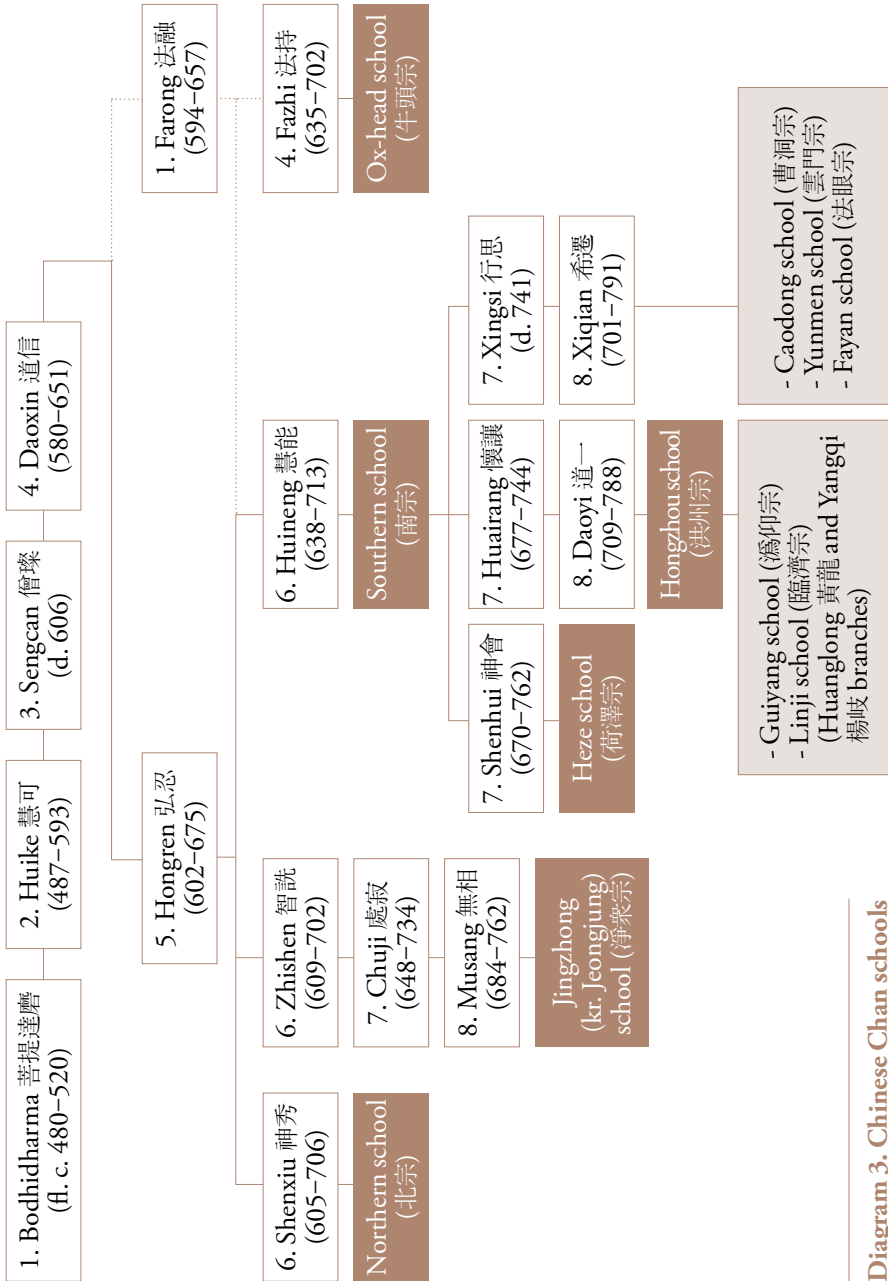 1. Bodhidharma 菩提達磨
(fl. c. 480–520)
2. Huike 慧可
(487–593)
3. Sengcan 僧璨
(d. 606)
4. Daoxin 道信
(580–651)
5. Hongren 弘忍
(602–675)
1. Farong 法融
(594–657)
6. Shenxiu 神秀
(605–706)
6. Zhishen 智詵
(609–702)
6. Huineng 慧能
(638–713)
4. Fazhi 法持
(635–702)
Northern school
(北宗)
7. Chuji 處寂
(648–734)
Southern school
(南宗)
Ox-head school
(牛頭宗)
8. Musang 無相
(684–762)
7. Shenhui 神會
(670–762)
7. Huairang 懷讓
(677–744)
7. Xingsi 行思
(d. 741)
Jingzhong
(kr. Jeongjung)
school (淨衆宗)
Heze school
(荷澤宗)
8. Daoyi 道一
(709–788)
8. Xiqian 希遷
(701–791)
Hongzhou school
(洪州宗)
- Guiyang school (潙仰宗)
- Linji school (臨濟宗)
(Huanglong 黃龍 and Yangqi
楊岐 branches)
- Caodong school (曹洞宗)
- Yunmen school (雲門宗)
- Fayan school (法眼宗)
Diagram 3. Chinese Chan schools